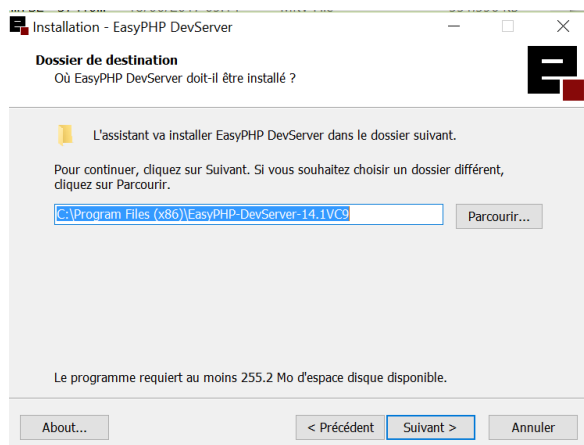 Installation - EasyPHP DevServer
Dossier de destination
Où EasyPHP DevServer doit-il être installé ?
L'assistant va installer EasyPHP DevServer dans le dossier suivant.
Pour continuer, cliquez sur Suivant. Si vous souhaitez choisir un dossier différent,
cliquez sur Parcourir.
C:\Program Files (x86)\EasyPHP-DevServer-14.1VC9
Parcourir...
Le programme requiert au moins 255.2 Mo d'espace disque disponible.
About...
< Précédent
Suivant >
Annuler